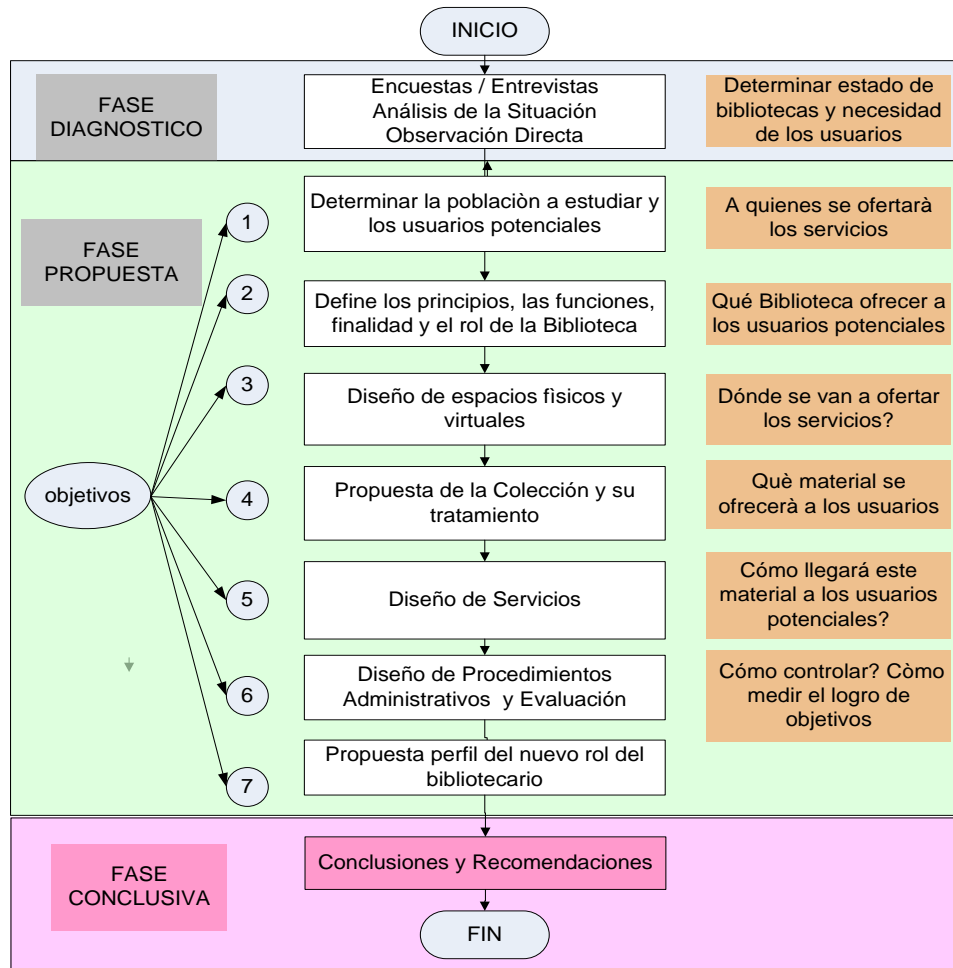 INICIO
FASE
DIAGNOSTICO
Encuestas / Entrevistas
Análisis de la Situación
Observación Directa
Determinar estado de
bibliotecas y necesidad
de los usuarios
FASE
PROPUESTA
objetivos
1
Determinar la poblaciòn a estudiar y
los usuarios potenciales
A quienes se ofertarà
los servicios
2
Define los principios, las funciones,
finalidad y el rol de la Biblioteca
Qué Biblioteca ofrecer a
los usuarios potenciales
3
Diseño de espacios fìsicos y
virtuales
Dónde se van a ofertar
los servicios?
4
Propuesta de la Colección y su
tratamiento
Què material se
ofrecerà a los usuarios
5
Diseño de Servicios
Cómo llegará este
material a los usuarios
potenciales?
6
Diseño de Procedimientos
Administrativos y Evaluación
Cómo controlar? Còmo
medir el logro de
objetivos
7
Propuesta perfil del nuevo rol del
bibliotecario
FASE
CONCLUSIVA
Conclusiones y Recomendaciones
FIN